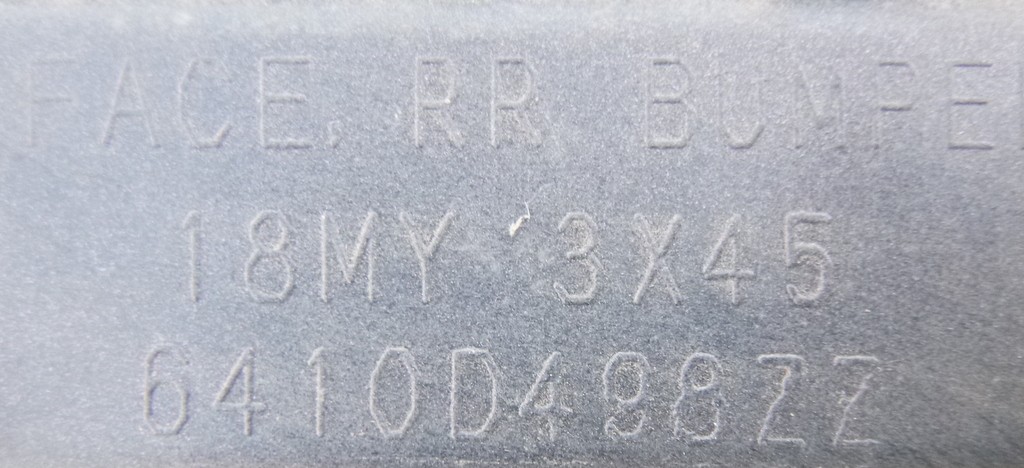 FACE, RR BUMPE
18MY 3X45
6410D498ZZ